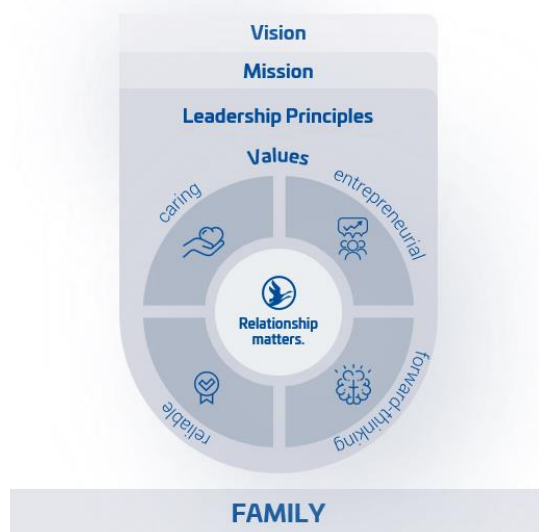 Vision
Mission
Leadership Principles
Values
caring
entrepreneurial
Relationship
matters.
reliable
forward-thinking
FAMILY